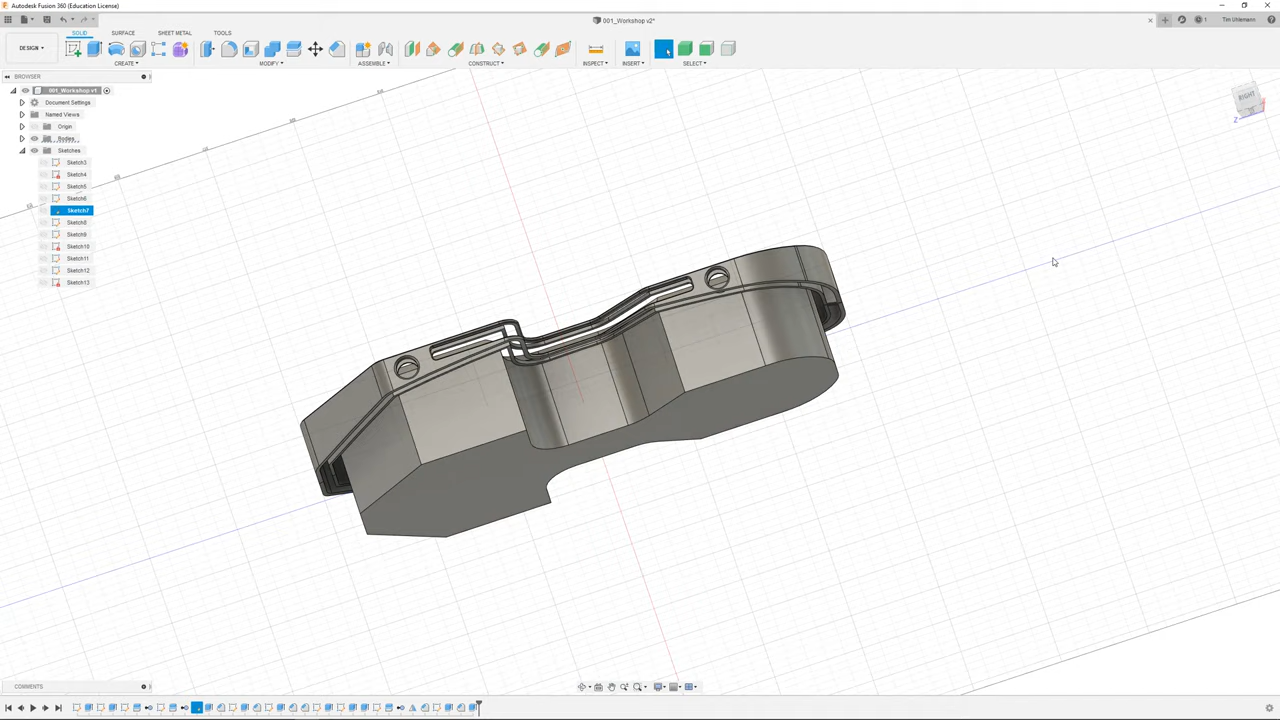 Autodesk Fusion 360 (Education License)
001_Workshop v2*
1
Tim Uhlemann
SOLID SURFACE SHEET METAL TOOLS
DESIGN
CREATE MODIFY ASSEMBLE CONSTRUCT INSPECT INSERT SELECT
BROWSER
001_Workshop v1
Document Settings
Named Views
Origin
Bodies
Sketches
Sketch3
Sketch4
Sketch5
Sketch6
Sketch7
Sketch8
Sketch9
Sketch10
Sketch11
Sketch12
Sketch13
RIGHT
Z
COMMENTS